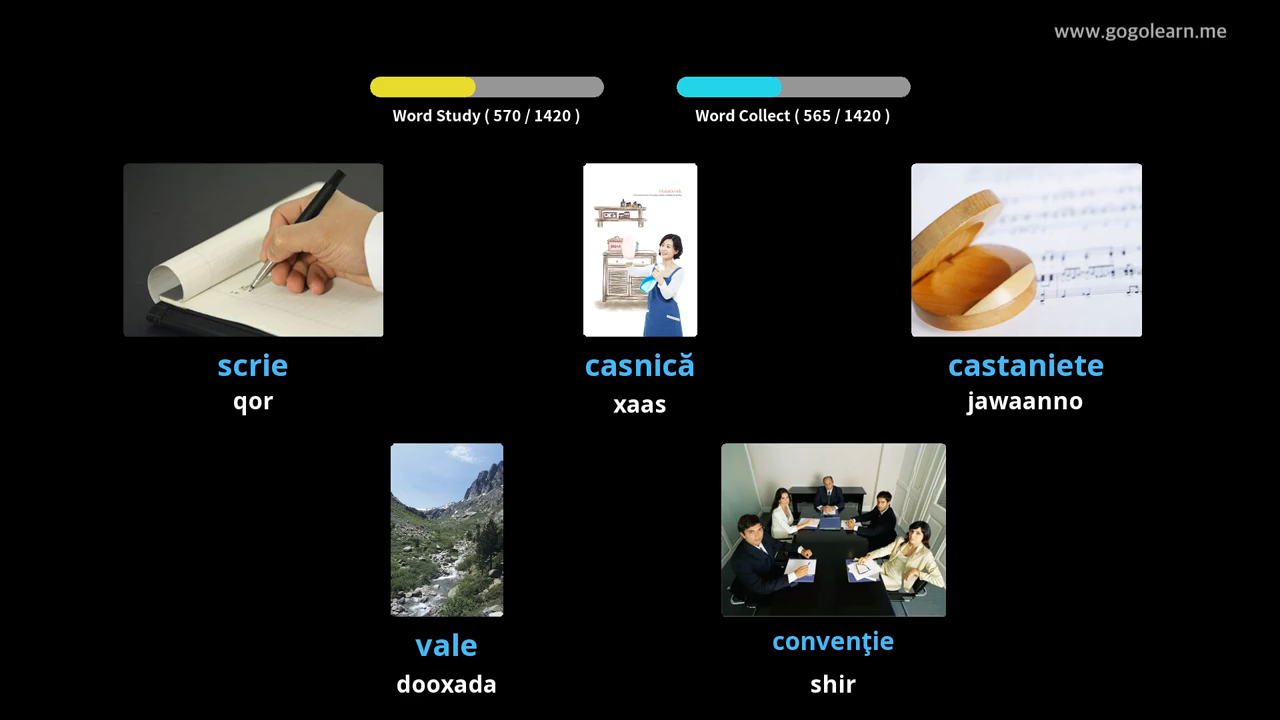 www.gogolearn.me
Word Study ( 570 / 1420 )
Word Collect ( 565 / 1420 )
scrie
qor
casnică
xaas
castaniete
jawaanno
vale
dooxada
convenţie
shir